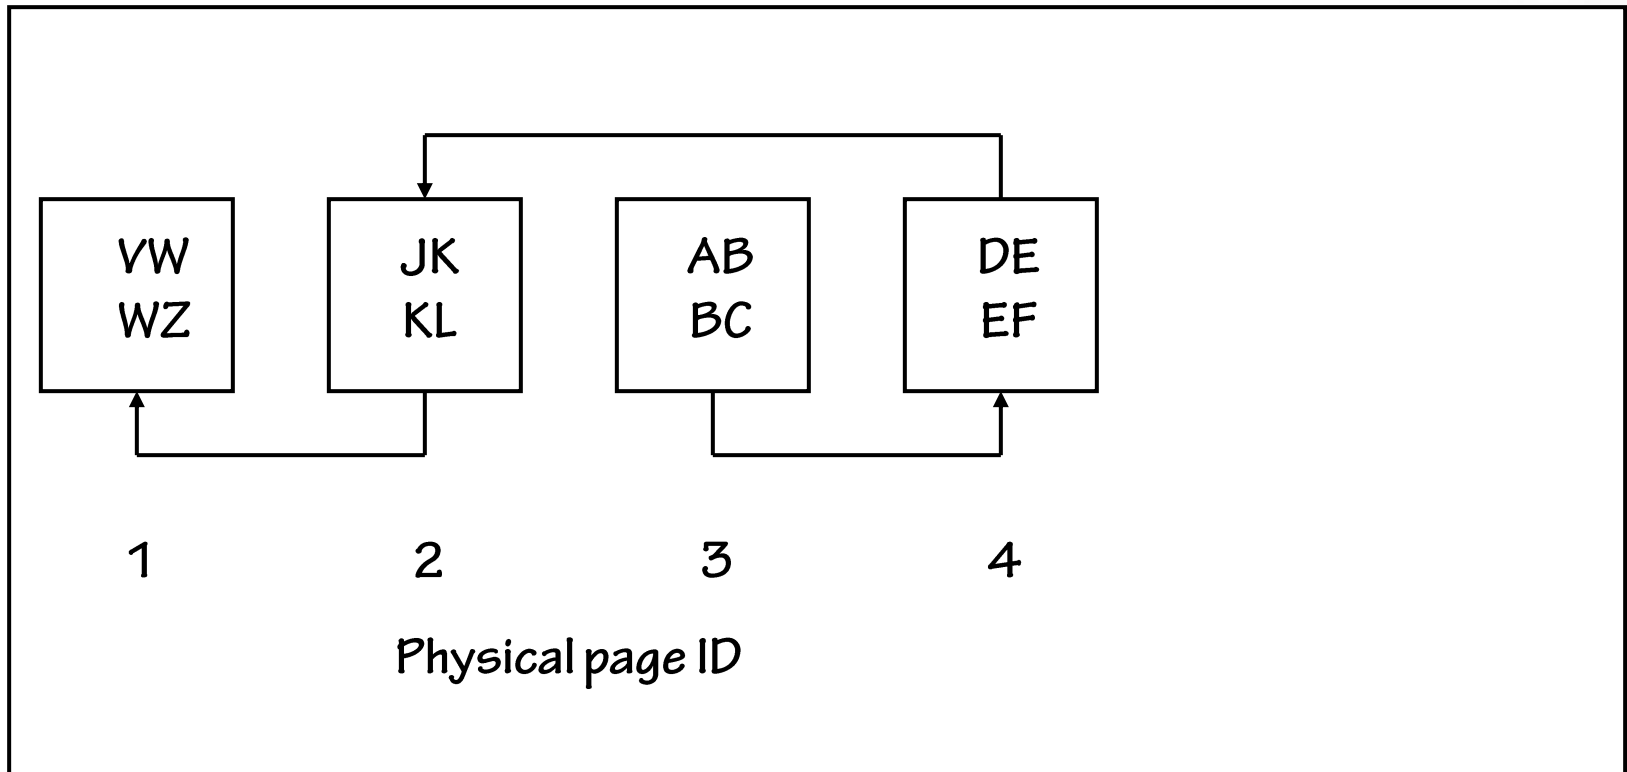 VW
WZ
JK
KL
AB
BC
DE
EF
1
2
3
4
Physical page ID